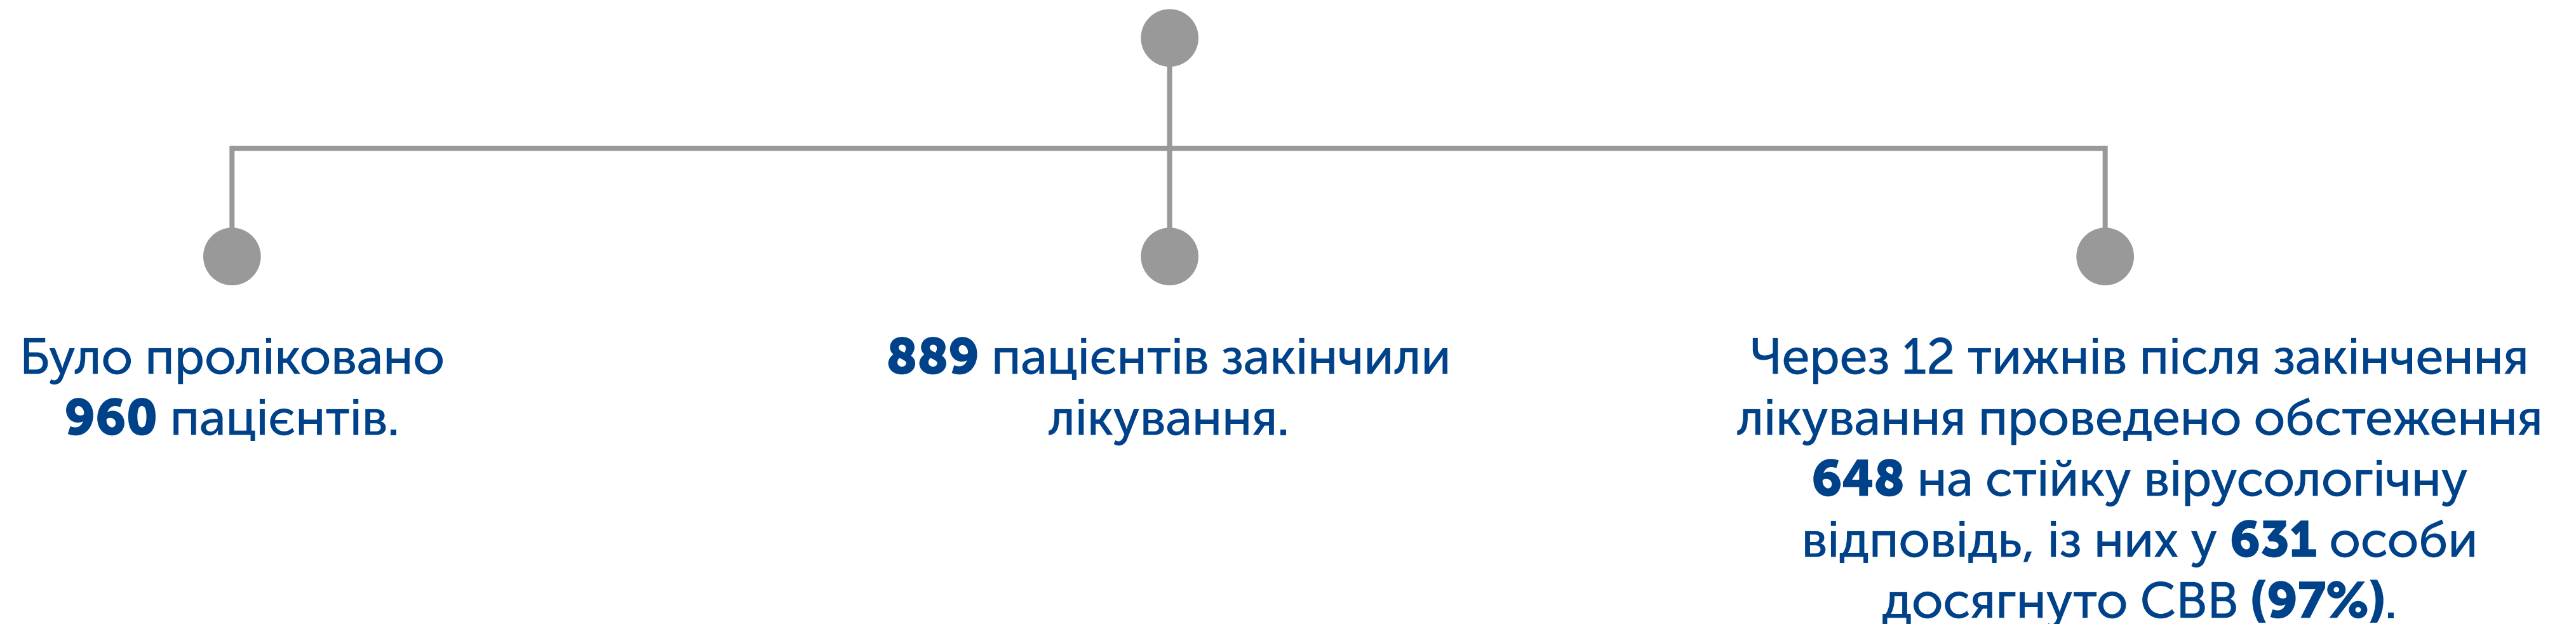 Було проліковано
960 пацієнтів.
889 пацієнтів закінчили
лікування.
Через 12 тижнів після закінчення
лікування проведено обстеження
648 на стійку вірусологічну
відповідь, із них у 631 особи
досягнуто СВВ (97%).